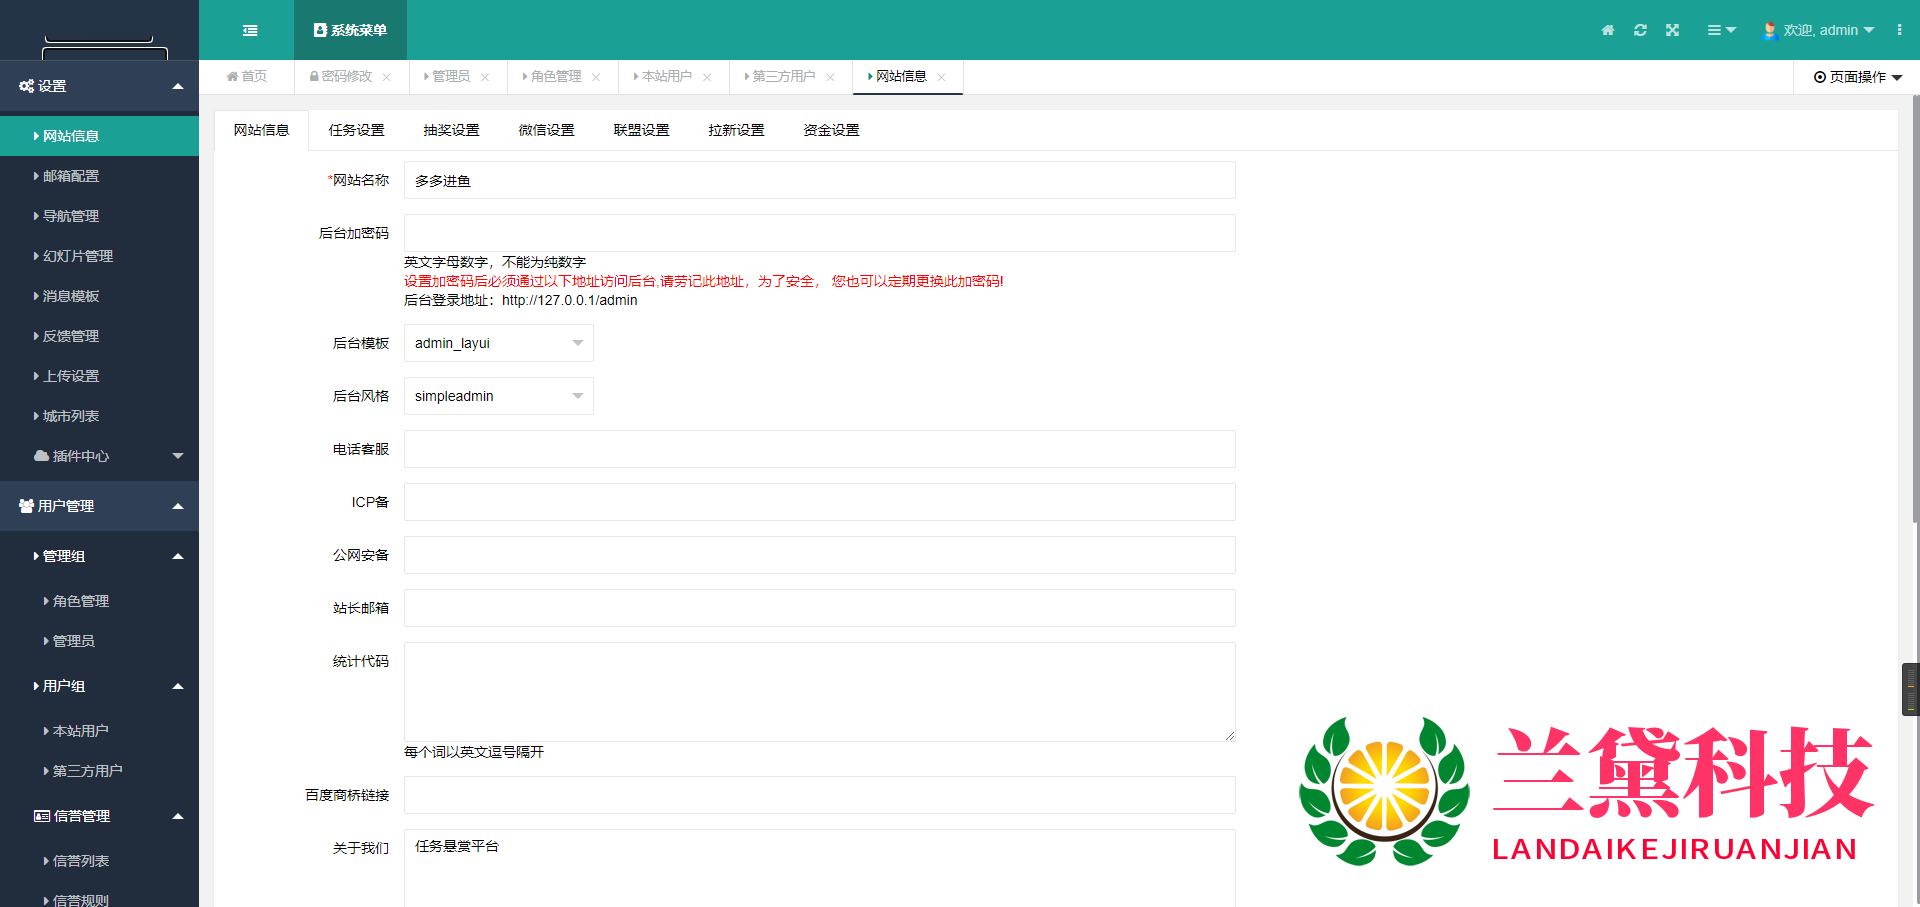 系统菜单
欢迎, admin
设置
网站信息
邮箱配置
导航管理
幻灯片管理
消息模板
反馈管理
上传设置
城市列表
插件中心
用户管理
管理组
角色管理
管理员
用户组
本站用户
第三方用户
信誉管理
信誉列表
信誉规则
首页
密码修改
管理员
角色管理
本站用户
第三方用户
网站信息
页面操作
网站信息 任务设置 抽奖设置 微信设置 联盟设置 拉新设置 资金设置
*网站名称 多多进鱼
后台加密码
英文字母数字，不能为纯数字
设置加密码后必须通过以下地址访问后台,请劳记此地址，为了安全， 您也可以定期更换此加密码!
后台登录地址：http://127.0.0.1/admin
后台模板 admin_layui
后台风格 simpleadmin
电话客服
ICP备
公网安备
站长邮箱
统计代码
每个词以英文逗号隔开
百度商桥链接
关于我们 任务悬赏平台
兰黛科技
LANDAIKEJIRUANJIAN